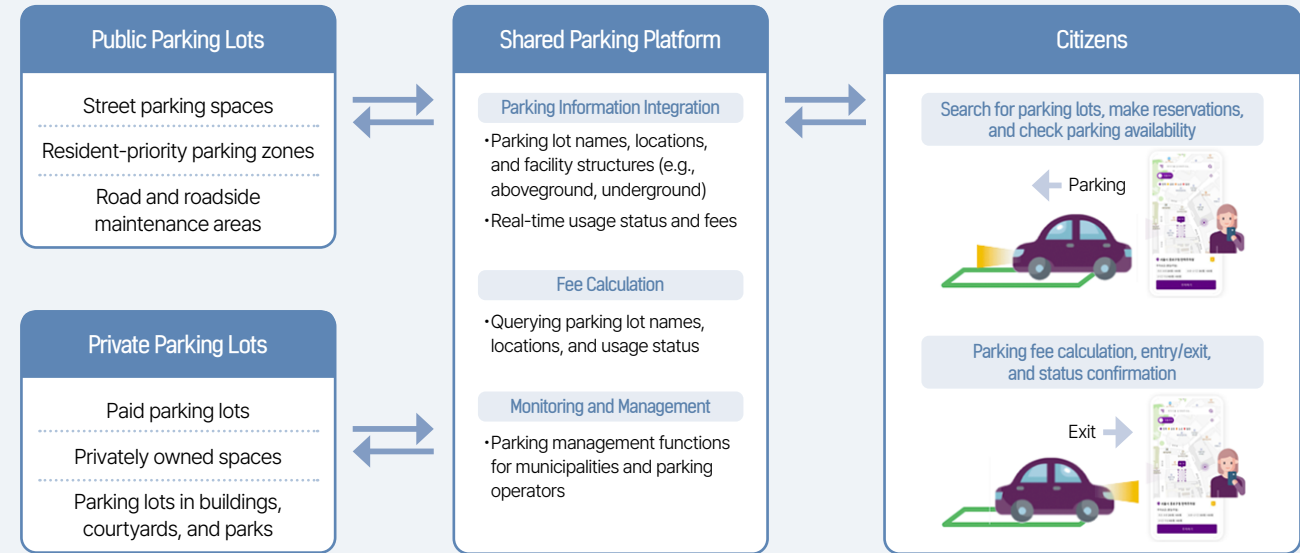 Public Parking Lots
Street parking spaces
Resident-priority parking zones
Road and roadside
maintenance areas
Private Parking Lots
Paid parking lots
Privately owned spaces
Parking lots in buildings,
courtyards, and parks
Shared Parking Platform
Parking Information Integration
·Parking lot names, locations,
and facility structures (e.g.,
aboveground, underground)
·Real-time usage status and fees
Fee Calculation
·Querying parking lot names,
locations, and usage status
Monitoring and Management
·Parking management functions
for municipalities and parking
operators
Citizens
Search for parking lots, make reservations,
and check parking availability
Parking
Parking fee calculation, entry/exit,
and status confirmation
Exit